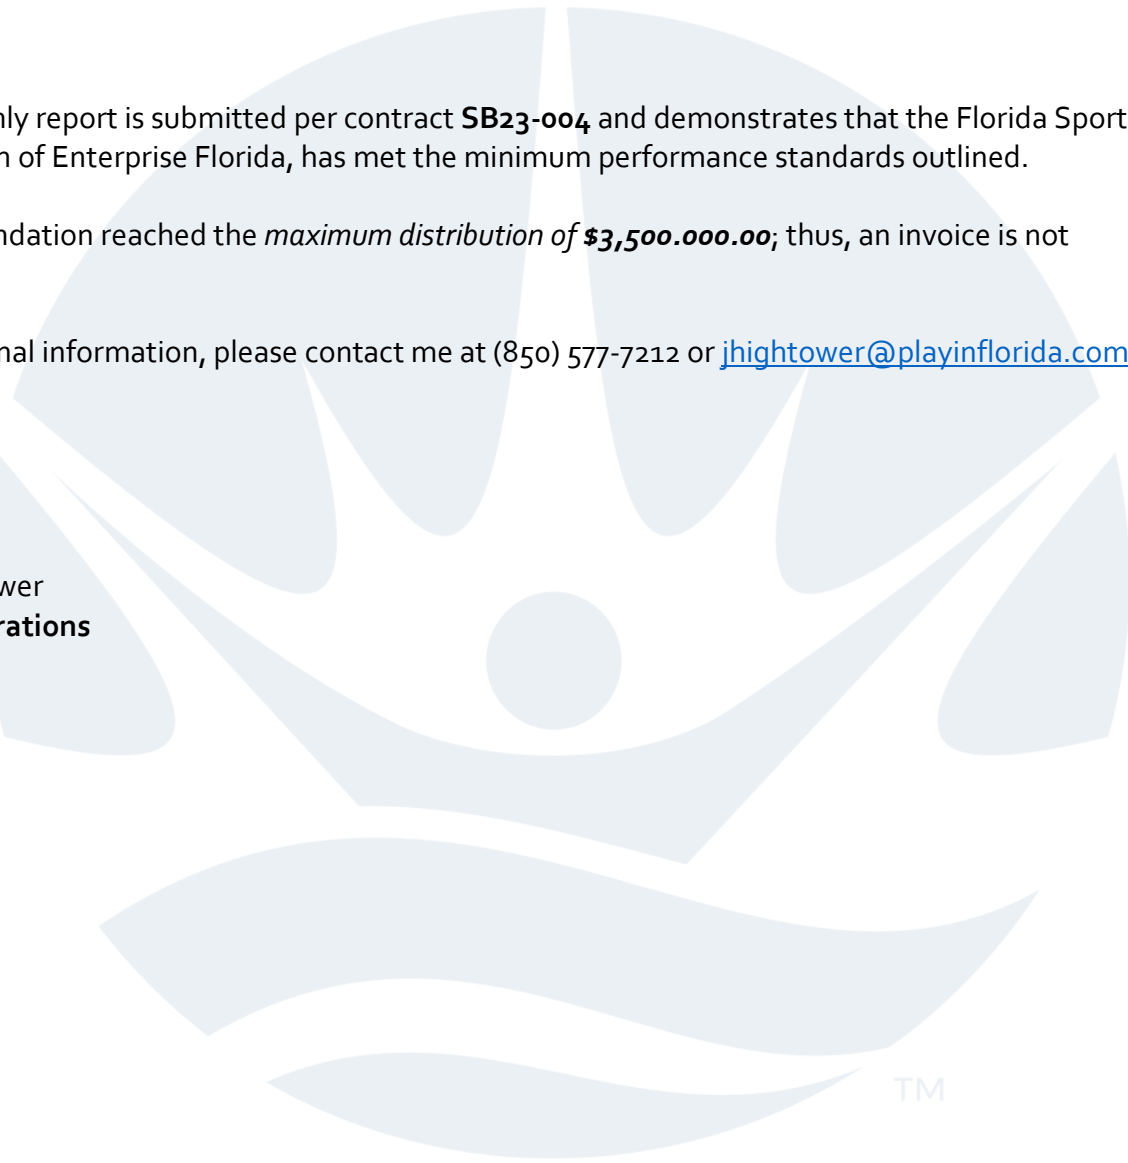 nly report is submitted per contract SB23-004 and demonstrates that the Florida Sport
n of Enterprise Florida, has met the minimum performance standards outlined.
ndation reached the maximum distribution of $3,500.000.00; thus, an invoice is not
nal information, please contact me at (850) 577-7212 or jhightower@playinflorida.com
wer
rations
TM